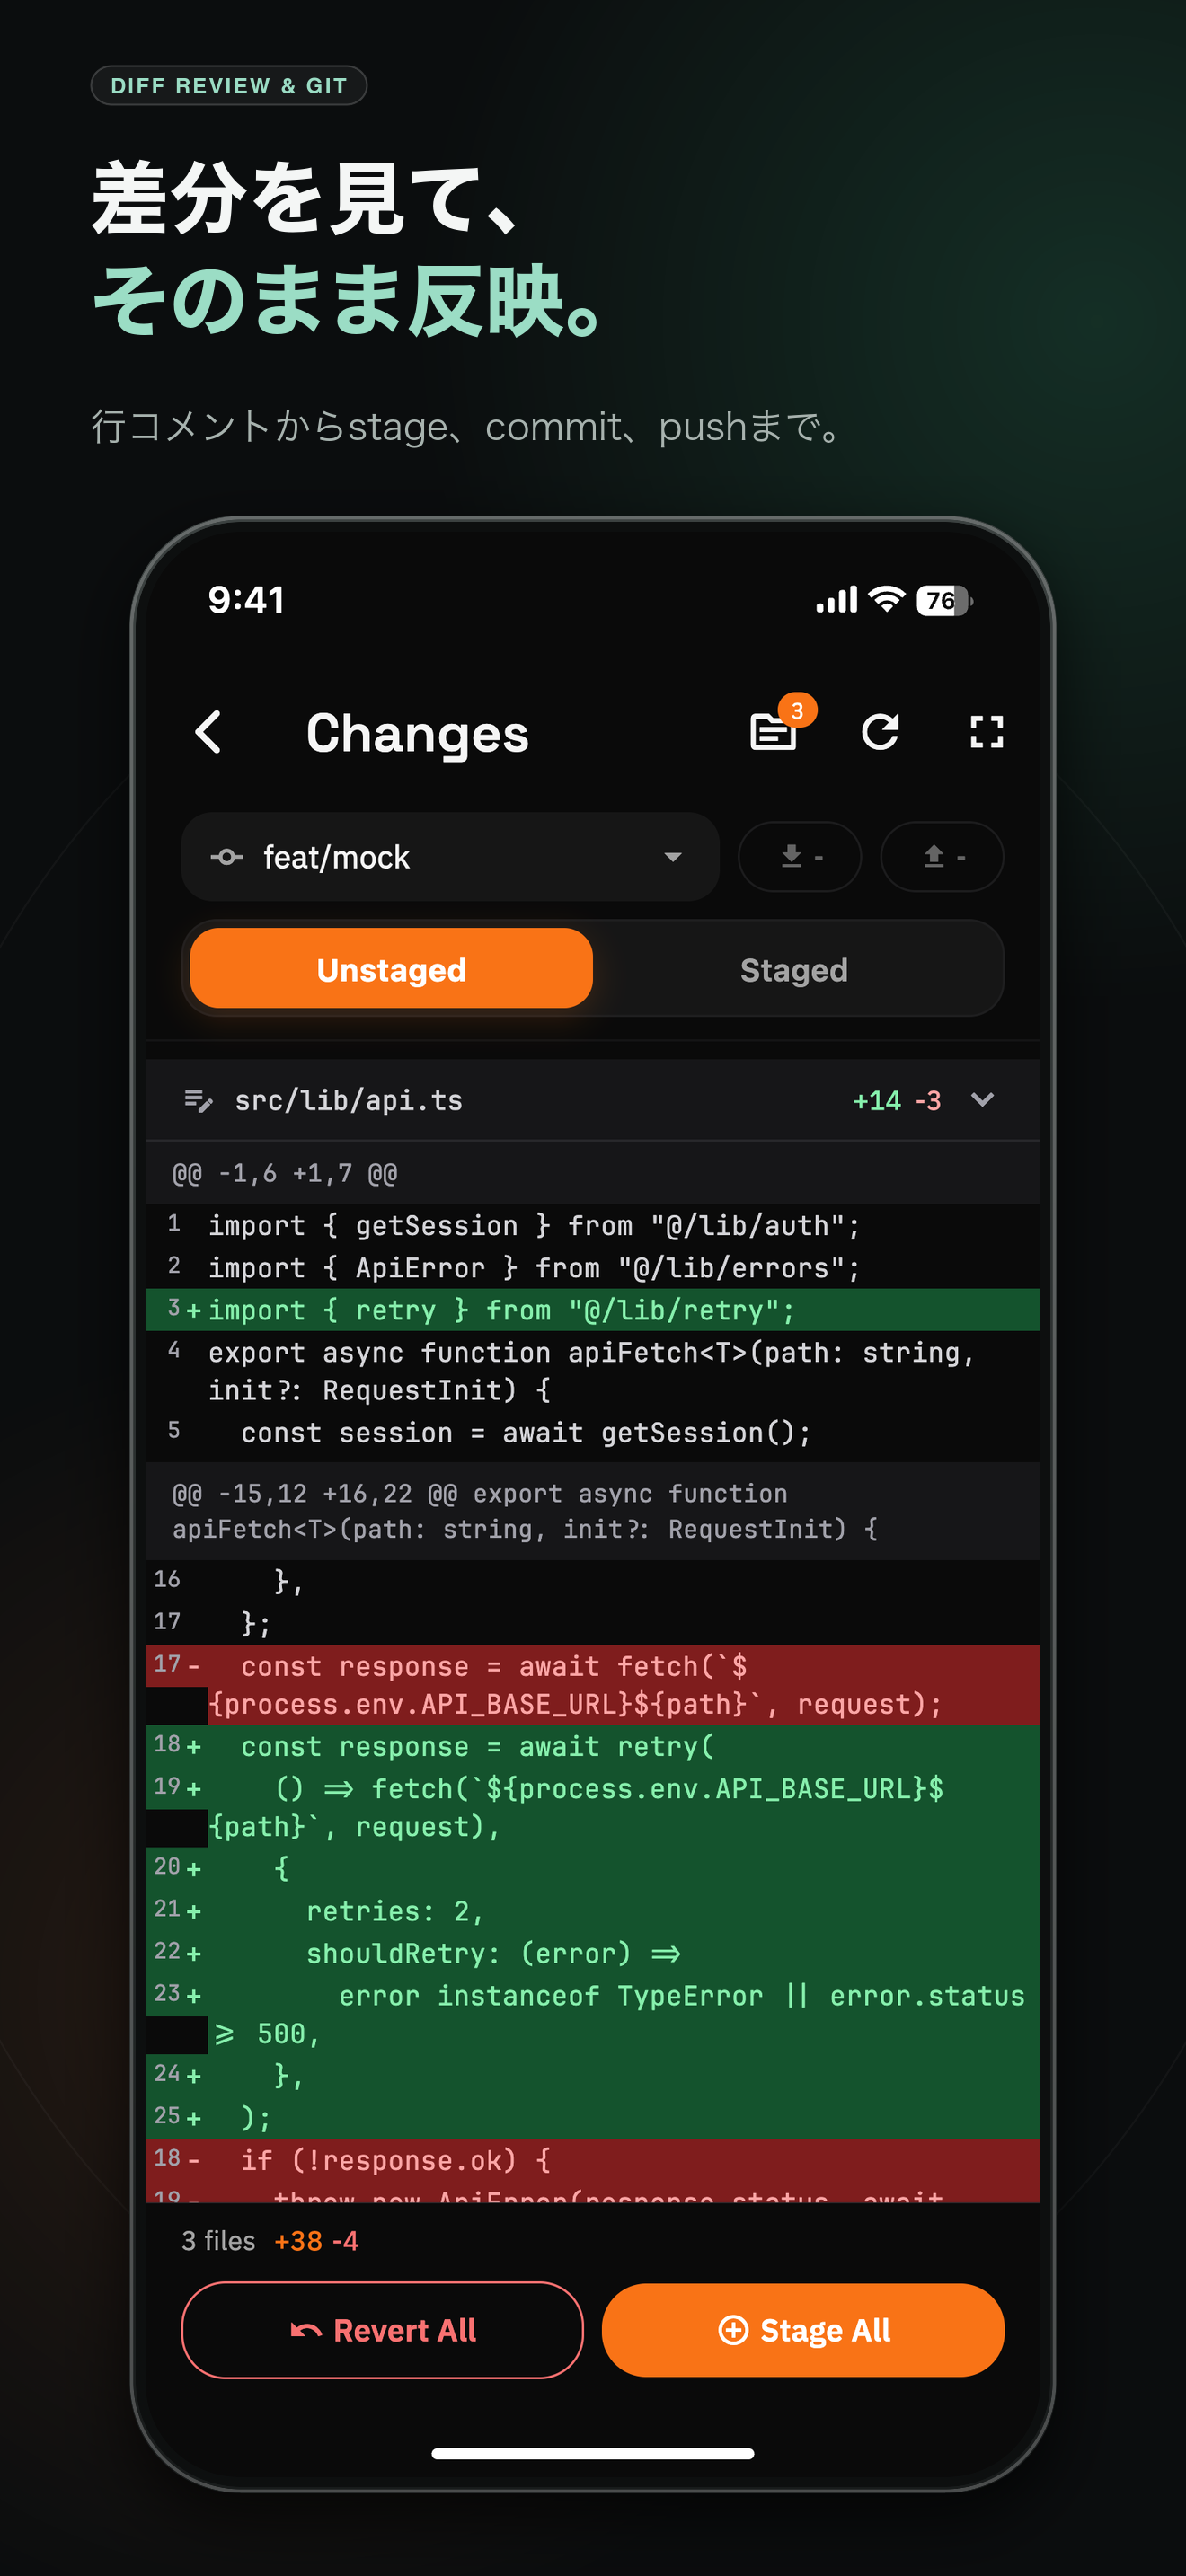 DIFF REVIEW & GIT
差分を見て、
そのまま反映。
行コメントからstage、commit、pushまで。
9:41
76
Changes
3
feat/mock
-
-
Unstaged
Staged
src/lib/api.ts +14 -3
@@ -1,6 +1,7 @@
1 import { getSession } from "@/lib/auth";
2 import { ApiError } from "@/lib/errors";
3 + import { retry } from "@/lib/retry";
4 export async function apiFetch<T>(path: string,
init?: RequestInit) {
5 const session = await getSession();
@@ -15,12 +16,22 @@ export async function
apiFetch<T>(path: string, init?: RequestInit) {
16 },
17 };
17 - const response = await fetch(`$
{process.env.API_BASE_URL}${path}`, request);
18 + const response = await retry(
19 + () => fetch(`${process.env.API_BASE_URL}$
{path}`, request),
20 + {
21 + retries: 2,
22 + shouldRetry: (error) =>
23 + error instanceof TypeError || error.status
>= 500,
24 + },
25 + );
18 - if (!response.ok) {
19 - throw new ApiError(response.status, await
3 files +38 -4
Revert All
Stage All